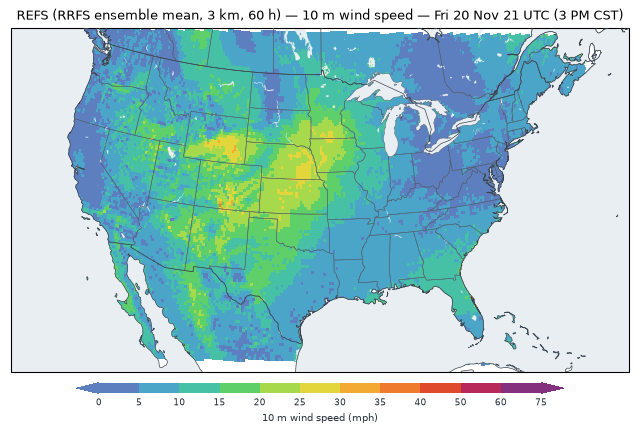 REFS (RRFS ensemble mean, 3 km, 60 h) — 10 m wind speed — Fri 20 Nov 21 UTC (3 PM CST)
0 5 10 15 20 25 30 35 40 50 60 75
10 m wind speed (mph)